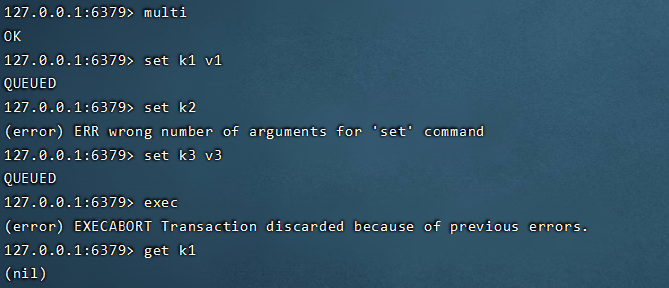 127.0.0.1:6379> multi
OK
127.0.0.1:6379> set k1 v1
QUEUED
127.0.0.1:6379> set k2
(error) ERR wrong number of arguments for 'set' command
127.0.0.1:6379> set k3 v3
QUEUED
127.0.0.1:6379> exec
(error) EXECABORT Transaction discarded because of previous errors.
127.0.0.1:6379> get k1
(nil)